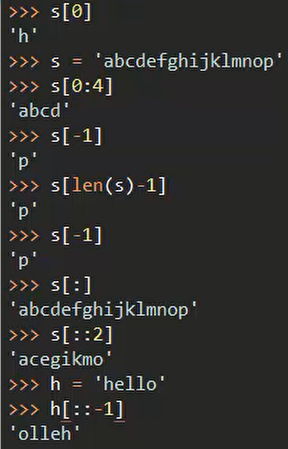 >>> s[0]
'h'
>>> s = 'abcdefghijklmnop'
>>> s[0:4]
'abcd'
>>> s[-1]
'p'
>>> s[len(s)-1]
'p'
>>> s[-1]
'p'
>>> s[:]
'abcdefghijklmnop'
>>> s[::2]
'acegikmo'
>>> h = 'hello'
>>> h[::-1]
'olleh'